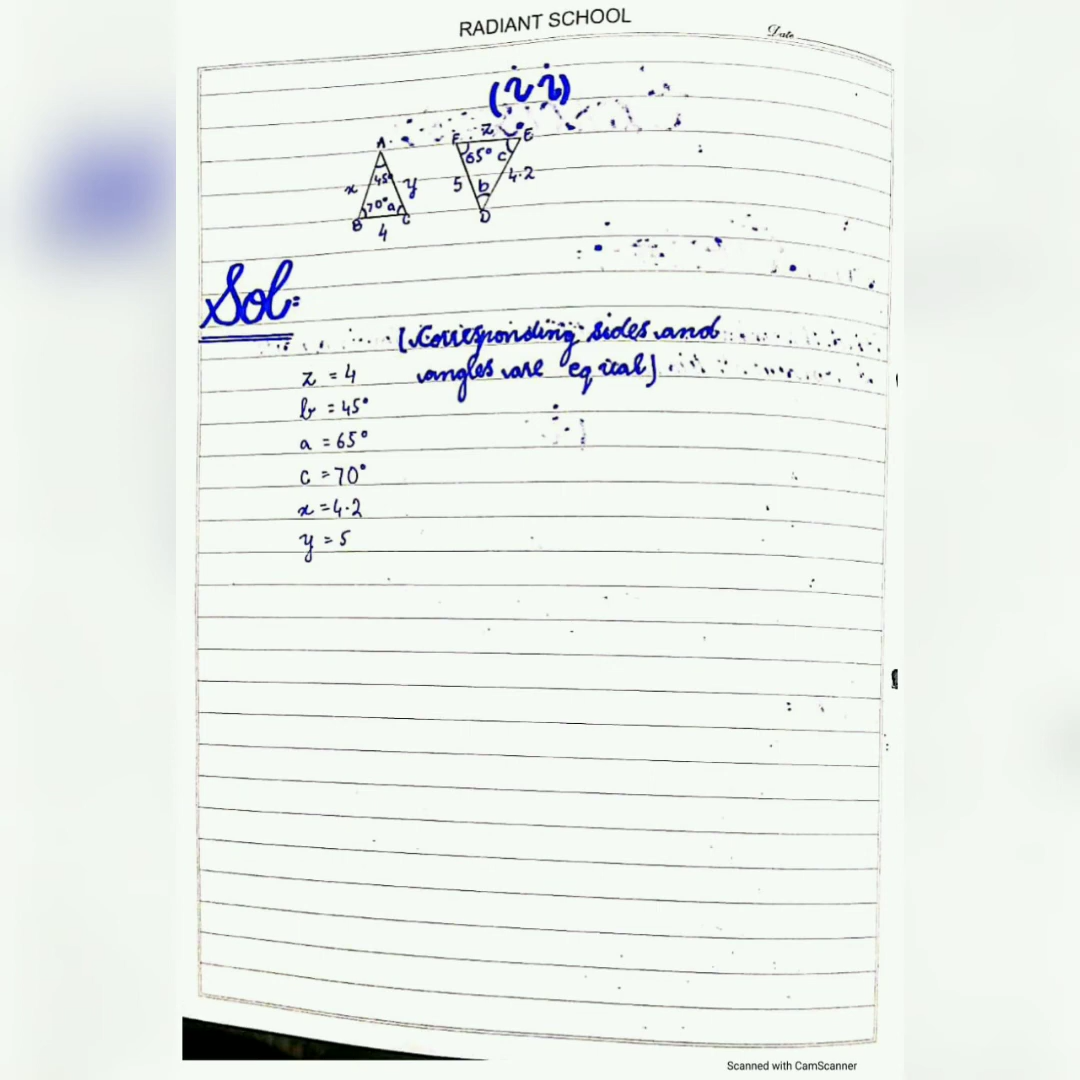 RADIANT SCHOOL
Date
(ii)
A
F z E
65° c
45°
x y 5 4.2
b
70° a
B C D
4
Sol:
[Corresponding sides and
angles are equal]
z = 4
b = 45°
a = 65°
c = 70°
x = 4.2
y = 5
Scanned with CamScanner